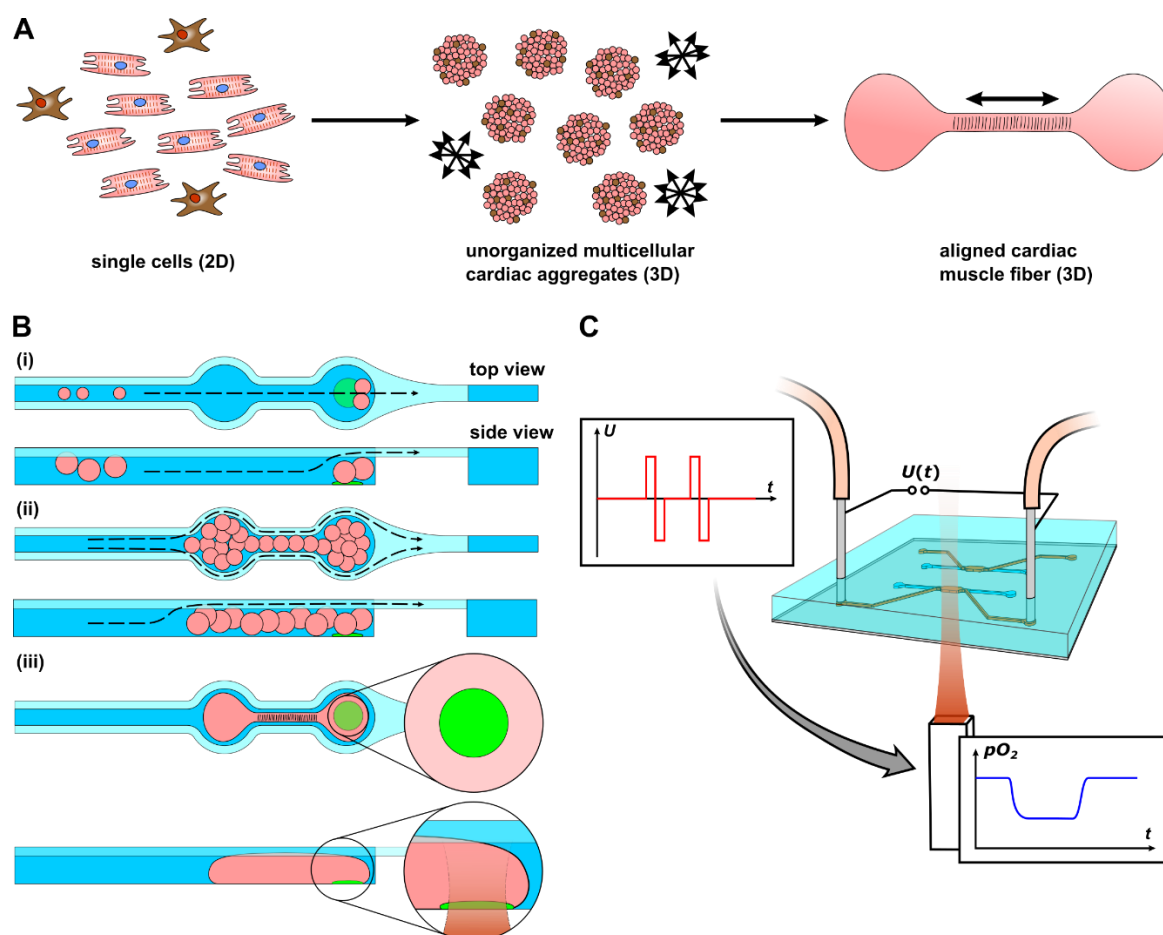 A
single cells (2D)
unorganized multicellular
cardiac aggregates (3D)
aligned cardiac
muscle fiber (3D)
B
(i)
top view
side view
(ii)
(iii)
C
U
t
U(t)
pO₂
t